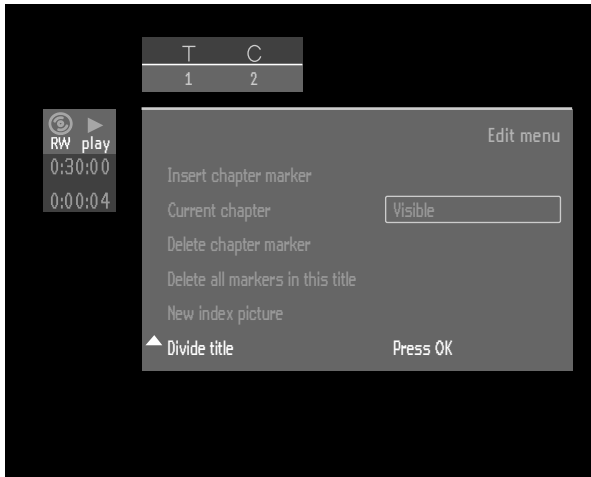 T C
1 2
RW play
0:30:00
0:00:04
Edit menu
Insert chapter marker
Current chapter Visible
Delete chapter marker
Delete all markers in this title
New index picture
Divide title Press OK